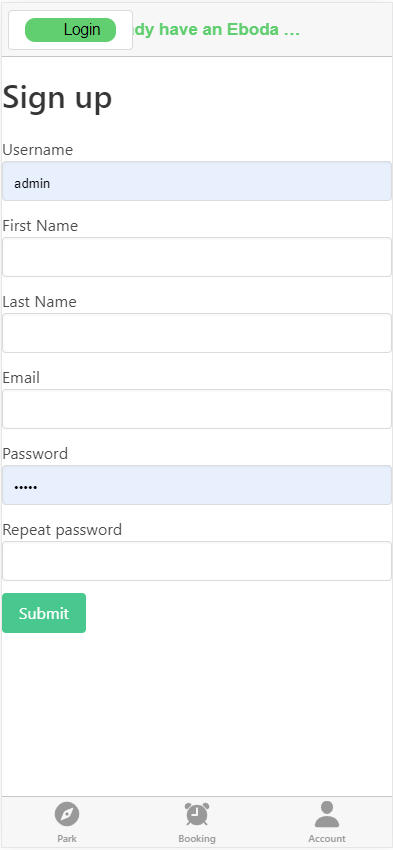 Login dy have an Eboda ...
Sign up
Username
admin
First Name
Last Name
Email
Password
•••••
Repeat password
Submit
Park Booking Account